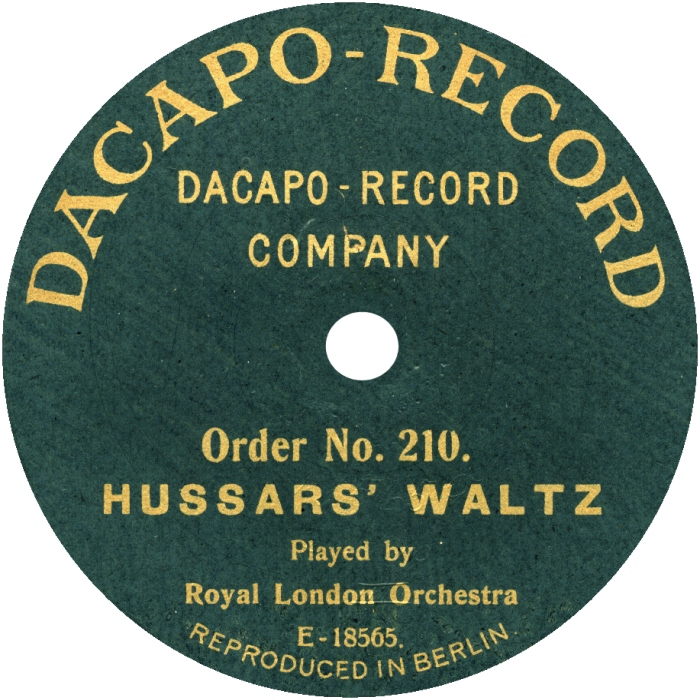 DACAPO-RECORD
DACAPO-RECORD
COMPANY
Order No. 210.
HUSSARS' WALTZ
Played by
Royal London Orchestra
E-18565.
REPRODUCED IN BERLIN